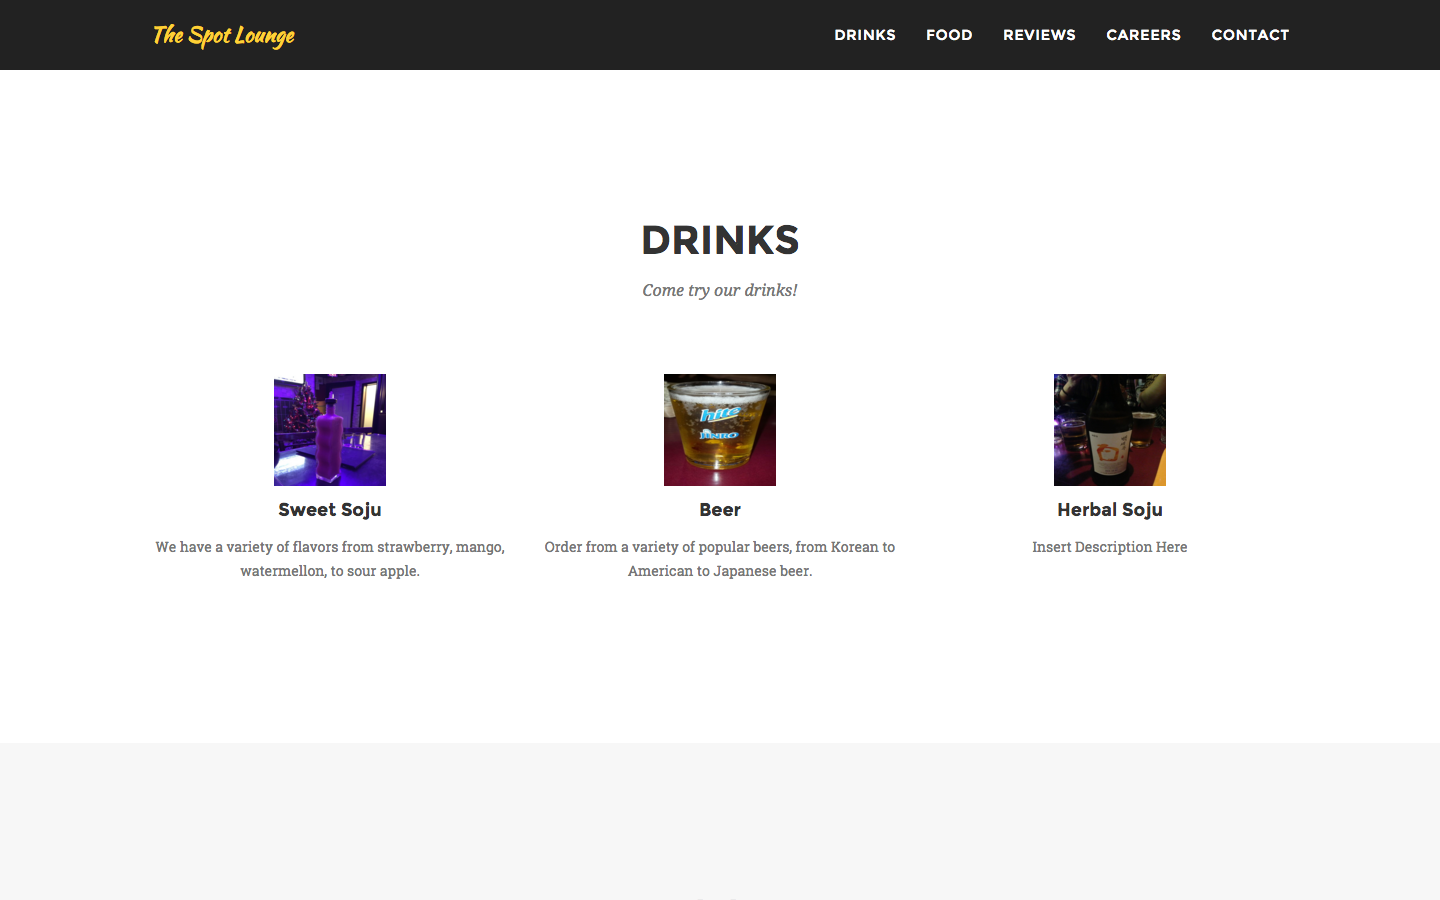 The Spot Lounge
DRINKS FOOD REVIEWS CAREERS CONTACT
DRINKS
Come try our drinks!
hite
JINRO
Sweet Soju
We have a variety of flavors from strawberry, mango,
watermellon, to sour apple.
Beer
Order from a variety of popular beers, from Korean to
American to Japanese beer.
Herbal Soju
Insert Description Here